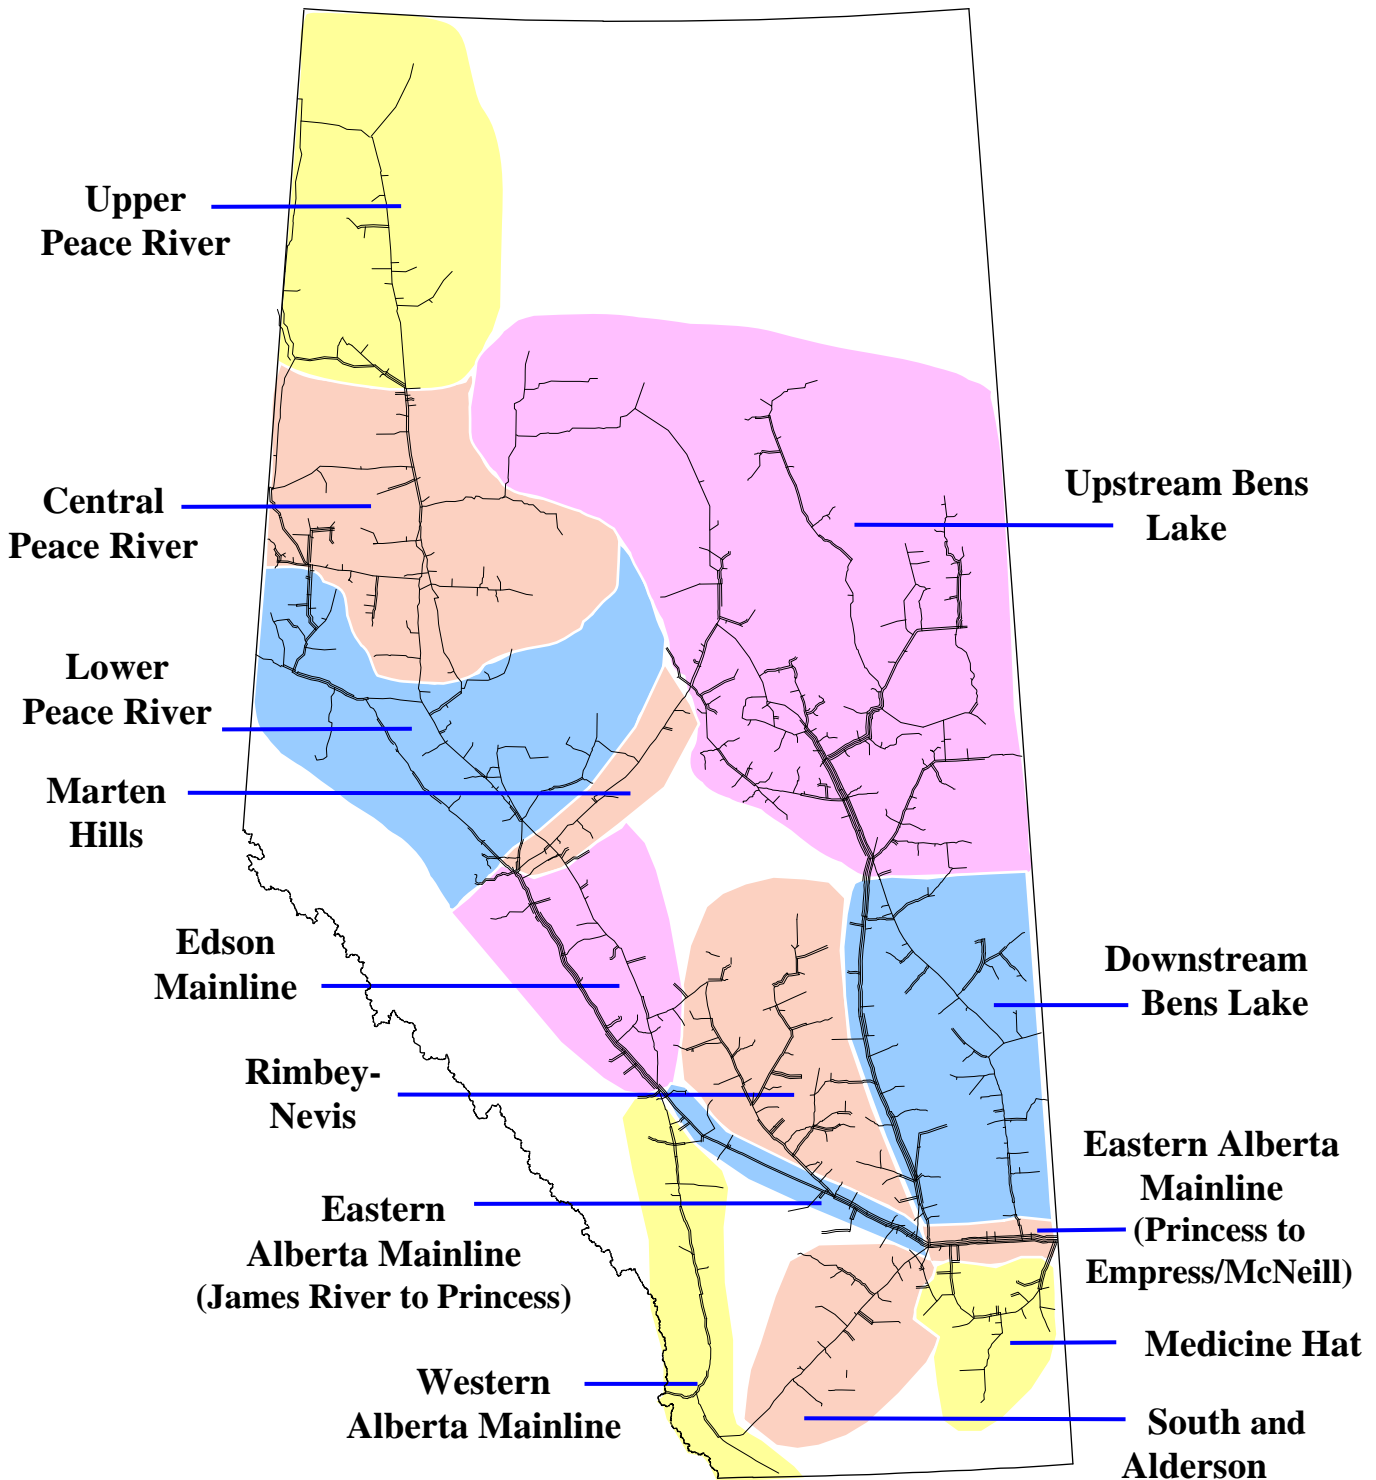 Upper
Peace River
Central
Peace River
Upstream Bens
Lake
Lower
Peace River
Marten
Hills
Edson
Mainline
Downstream
Bens Lake
Rimbey-
Nevis
Eastern Alberta
Mainline
(Princess to
Empress/McNeill)
Eastern
Alberta Mainline
(James River to Princess)
Medicine Hat
Western
Alberta Mainline
South and
Alderson